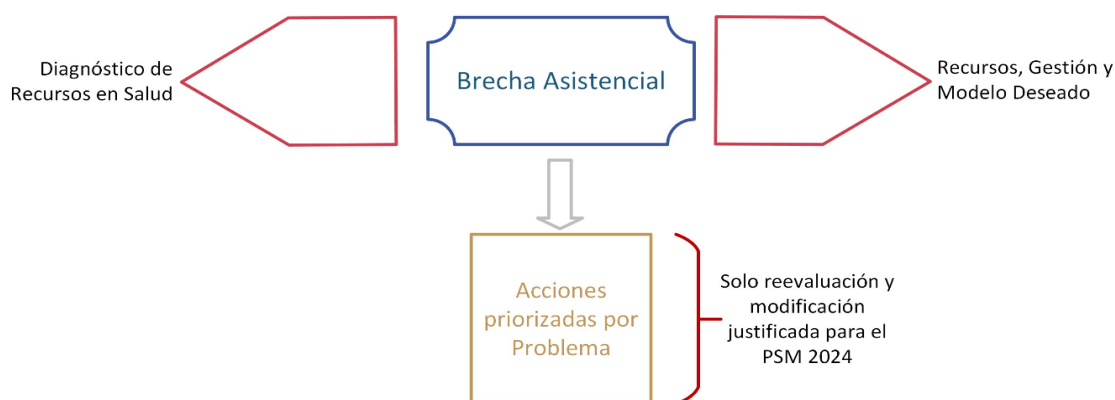 Diagnóstico de
Recursos en Salud
Brecha Asistencial
Recursos, Gestión y
Modelo Deseado
Acciones
priorizadas por
Problema
Solo reevaluación y
modificación
justificada para el
PSM 2024